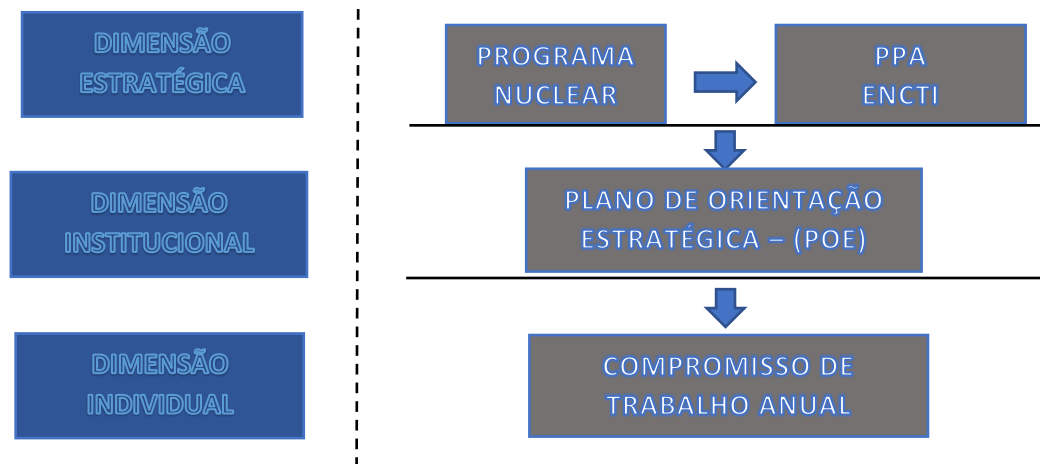 DIMENSÃO
ESTRATÉGICA
PROGRAMA
NUCLEAR
PPA
ENCTI
DIMENSÃO
INSTITUCIONAL
PLANO DE ORIENTAÇÃO
ESTRATÉGICA – (POE)
DIMENSÃO
INDIVIDUAL
COMPROMISSO DE
TRABALHO ANUAL